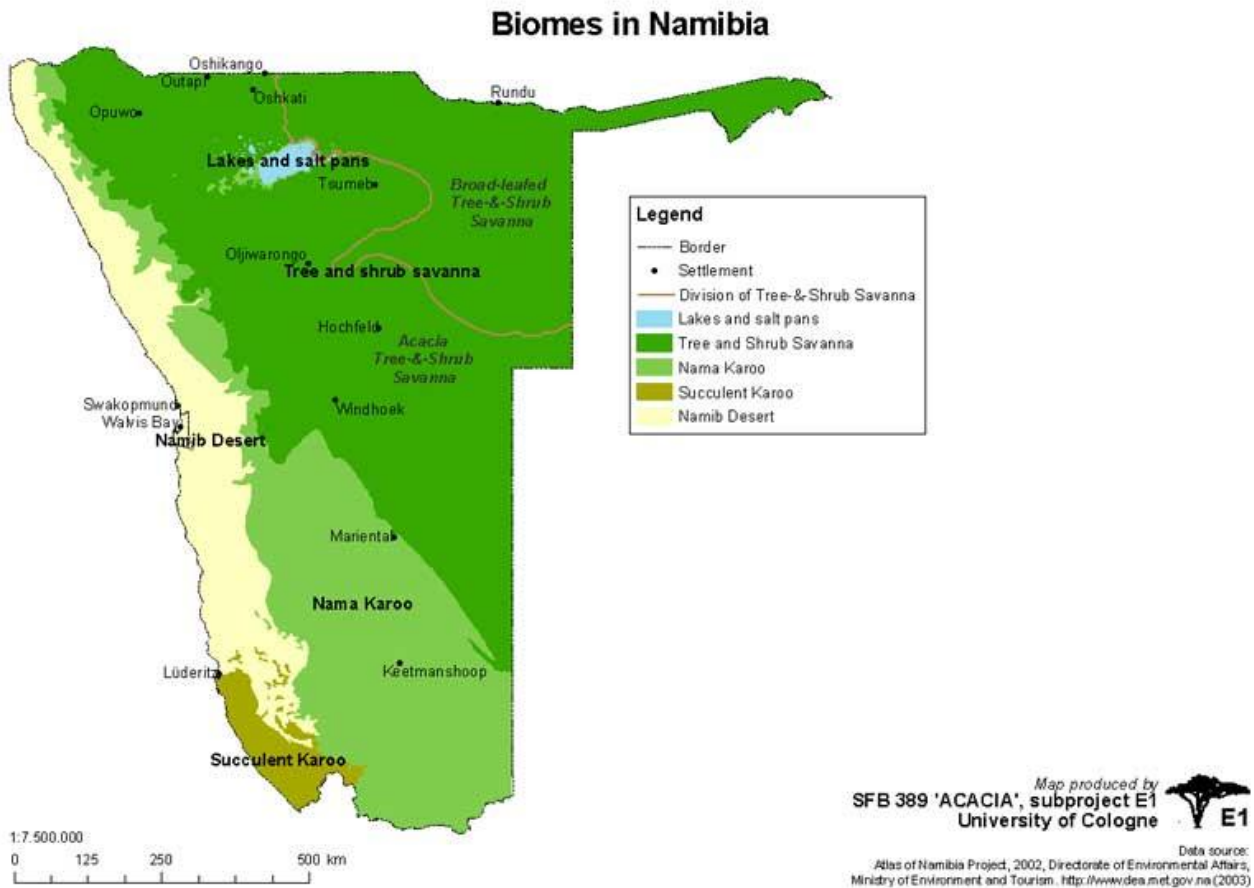 Biomes in Namibia
Oshikango
Outapi
Oshkati
Opuwo
Rundu
Lakes and salt pans
Tsumeb
Broad-leafed
Tree-&-Shrub
Savanna
Oljiwarongo
Tree and shrub savanna
Hochfeld
Acacia
Tree-&-Shrub
Savanna
Swakopmund
Walvis Bay
Windhoek
Namib Desert
Mariental
Nama Karoo
Lüderitz
Keetmanshoop
Succulent Karoo
Legend
Border
Settlement
Division of Tree-&-Shrub Savanna
Lakes and salt pans
Tree and Shrub Savanna
Nama Karoo
Succulent Karoo
Namib Desert
1:7.500.000
0 125 250 500 km
Map produced by
SFB 389 'ACACIA', subproject E1
University of Cologne
E1
Data source:
Atlas of Namibia Project, 2002, Directorate of Environmental Affairs,
Ministry of Environment and Tourism. http://www.dea.met.gov.na (2003)